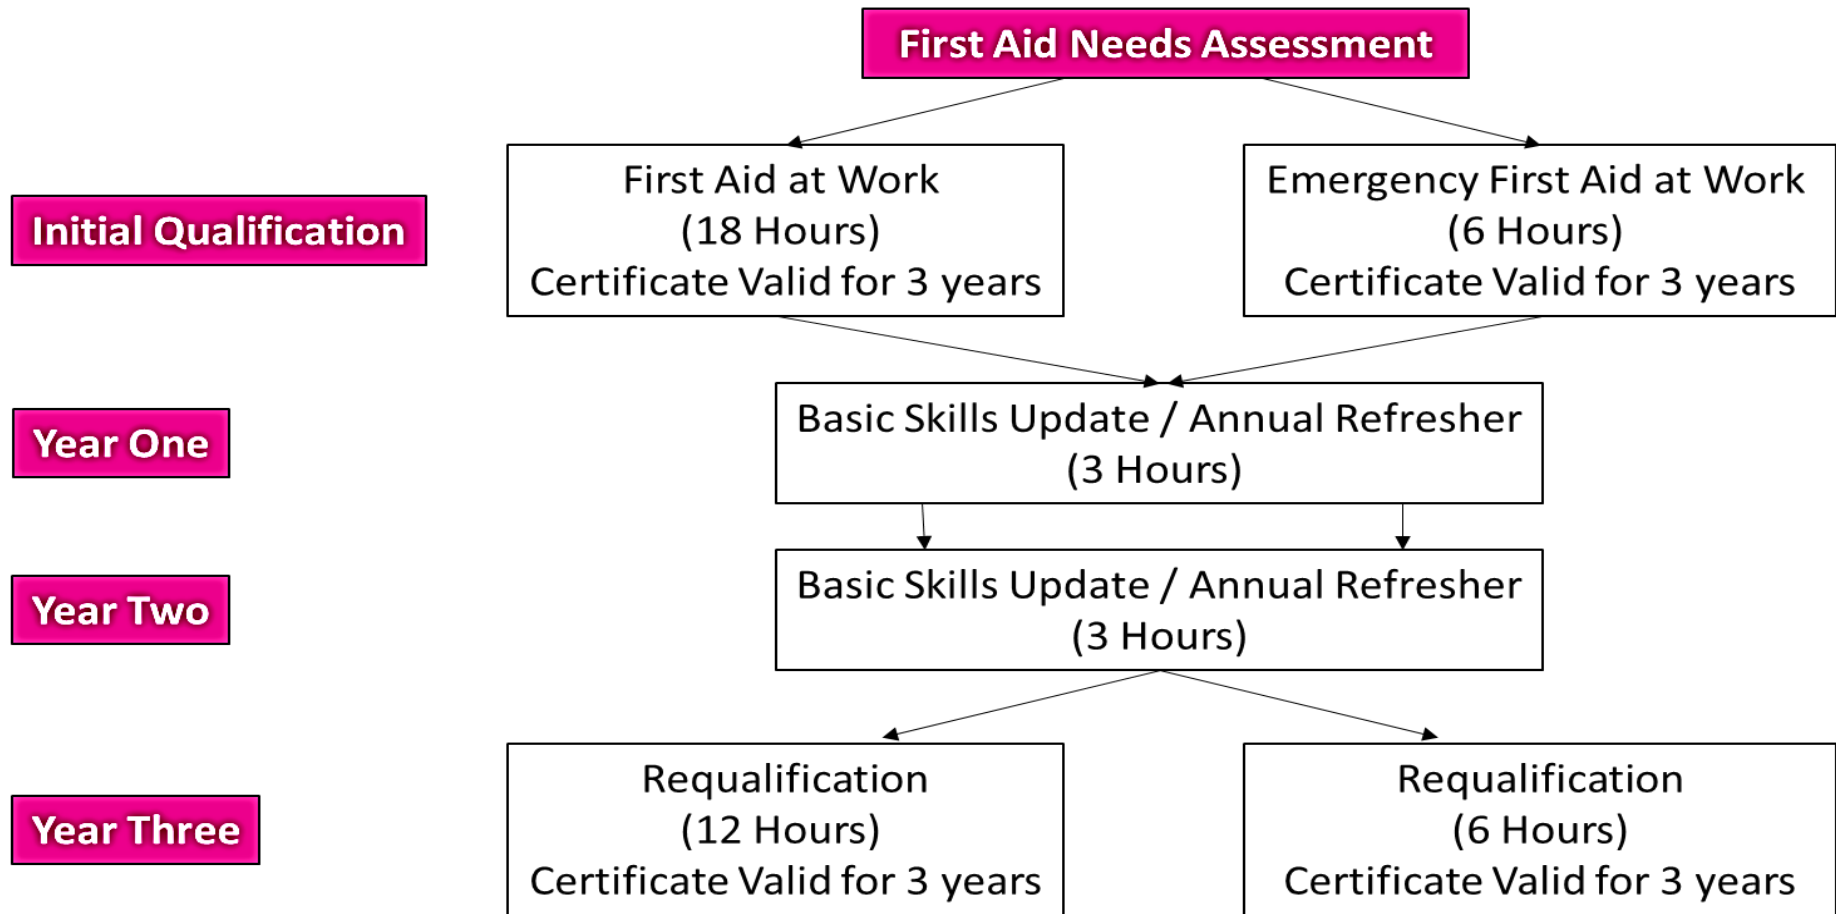 First Aid Needs Assessment
Initial Qualification
First Aid at Work
(18 Hours)
Certificate Valid for 3 years
Emergency First Aid at Work
(6 Hours)
Certificate Valid for 3 years
Year One
Basic Skills Update / Annual Refresher
(3 Hours)
Year Two
Basic Skills Update / Annual Refresher
(3 Hours)
Year Three
Requalification
(12 Hours)
Certificate Valid for 3 years
Requalification
(6 Hours)
Certificate Valid for 3 years